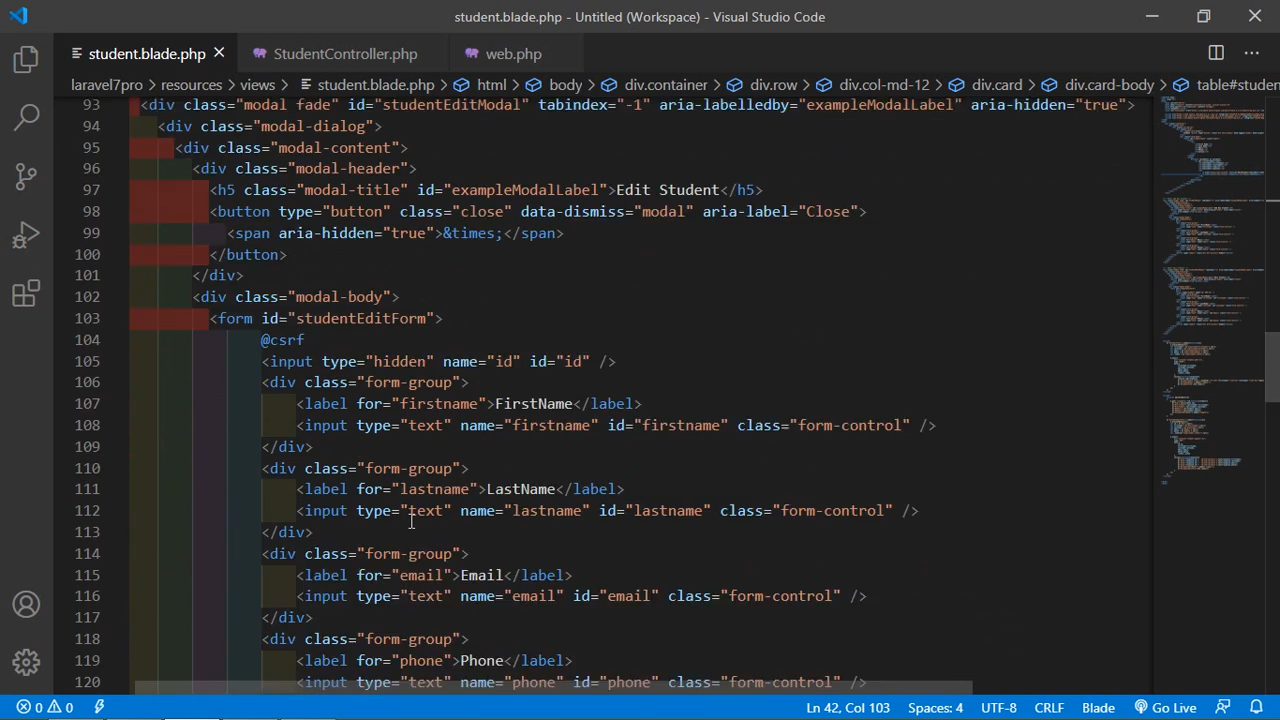 student.blade.php - Untitled (Workspace) - Visual Studio Code
student.blade.php StudentController.php web.php
laravel7pro > resources > views > student.blade.php > html > body > div.container > div.row > div.col-md-12 > div.card > div.card-body > table#studen
93 <div class="modal fade" id="studentEditModal" tabindex="-1" aria-labelledby="exampleModalLabel" aria-hidden="true">
94 <div class="modal-dialog">
95 <div class="modal-content">
96 <div class="modal-header">
97 <h5 class="modal-title" id="exampleModalLabel">Edit Student</h5>
98 <button type="button" class="close" data-dismiss="modal" aria-label="Close">
99 <span aria-hidden="true">&times;</span>
100 </button>
101 </div>
102 <div class="modal-body">
103 <form id="studentEditForm">
104 @csrf
105 <input type="hidden" name="id" id="id" />
106 <div class="form-group">
107 <label for="firstname">FirstName</label>
108 <input type="text" name="firstname" id="firstname" class="form-control" />
109 </div>
110 <div class="form-group">
111 <label for="lastname">LastName</label>
112 <input type="text" name="lastname" id="lastname" class="form-control" />
113 </div>
114 <div class="form-group">
115 <label for="email">Email</label>
116 <input type="text" name="email" id="email" class="form-control" />
117 </div>
118 <div class="form-group">
119 <label for="phone">Phone</label>
120 <input type="text" name="phone" id="phone" class="form-control" />
0 0 Ln 42, Col 103 Spaces: 4 UTF-8 CRLF Blade Go Live